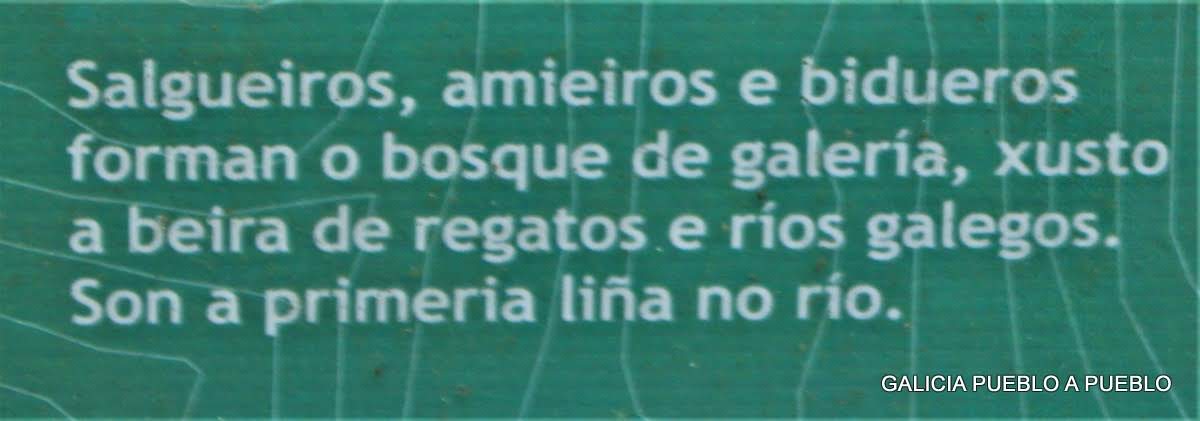 Salgueiros, amieiros e bidueros
forman o bosque de galería, xusto
a beira de regatos e ríos galegos.
Son a primeria liña no río.
GALICIA PUEBLO A PUEBLO